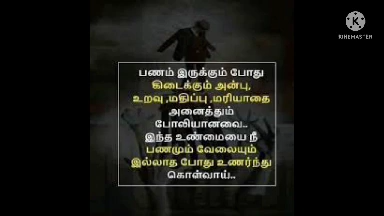 KINEMASTER
பணம் இருக்கும் போது
கிடைக்கும் அன்பு,
உறவு ,மதிப்பு ,மரியாதை
அனைத்தும்
போலியானவை..
இந்த உண்மையை நீ
பணமும் வேலையும்
இல்லாத போது உணர்ந்து
கொள்வாய்..